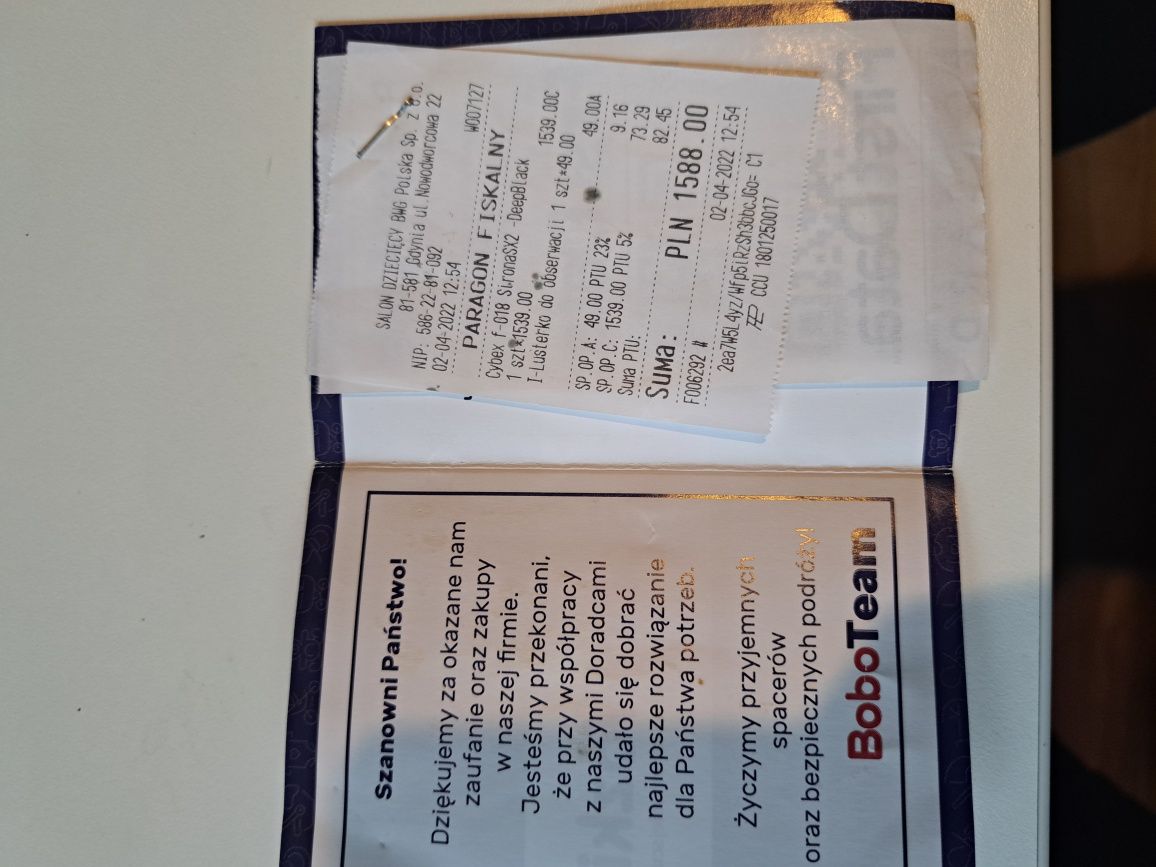 SALON DZIECIĘCY BWG Polska Sp. z o.o.
81-581 Gdynia ul. Nowodworcowa 22
NIP: 586-22-81-092
02-04-2022 12:54 W007127
PARAGON FISKALNY
Cybex f-018 SironaSX2 -DeepBlack
1 szt*1539.00 1539.00C
I-Lusterko do obserwacji 1 szt*49.00
49.00A
SP.OP.A: 49.00 PTU 23% 9.16
SP.OP.C: 1539.00 PTU 5% 73.29
Suma PTU: 82.45
SUMA: PLN 1588.00
F006292 # 02-04-2022 12:54
CCU 1801250017
Szanowni Państwo!
Dziękujemy za okazane nam
zaufanie oraz zakupy
w naszej firmie.
Jesteśmy przekonani,
że przy współpracy
z naszymi Doradcami
udało się dobrać
najlepsze rozwiązanie
dla Państwa potrzeb.
Życzymy przyjemnych
spacerów
oraz bezpiecznych podróży!
BoboTeam